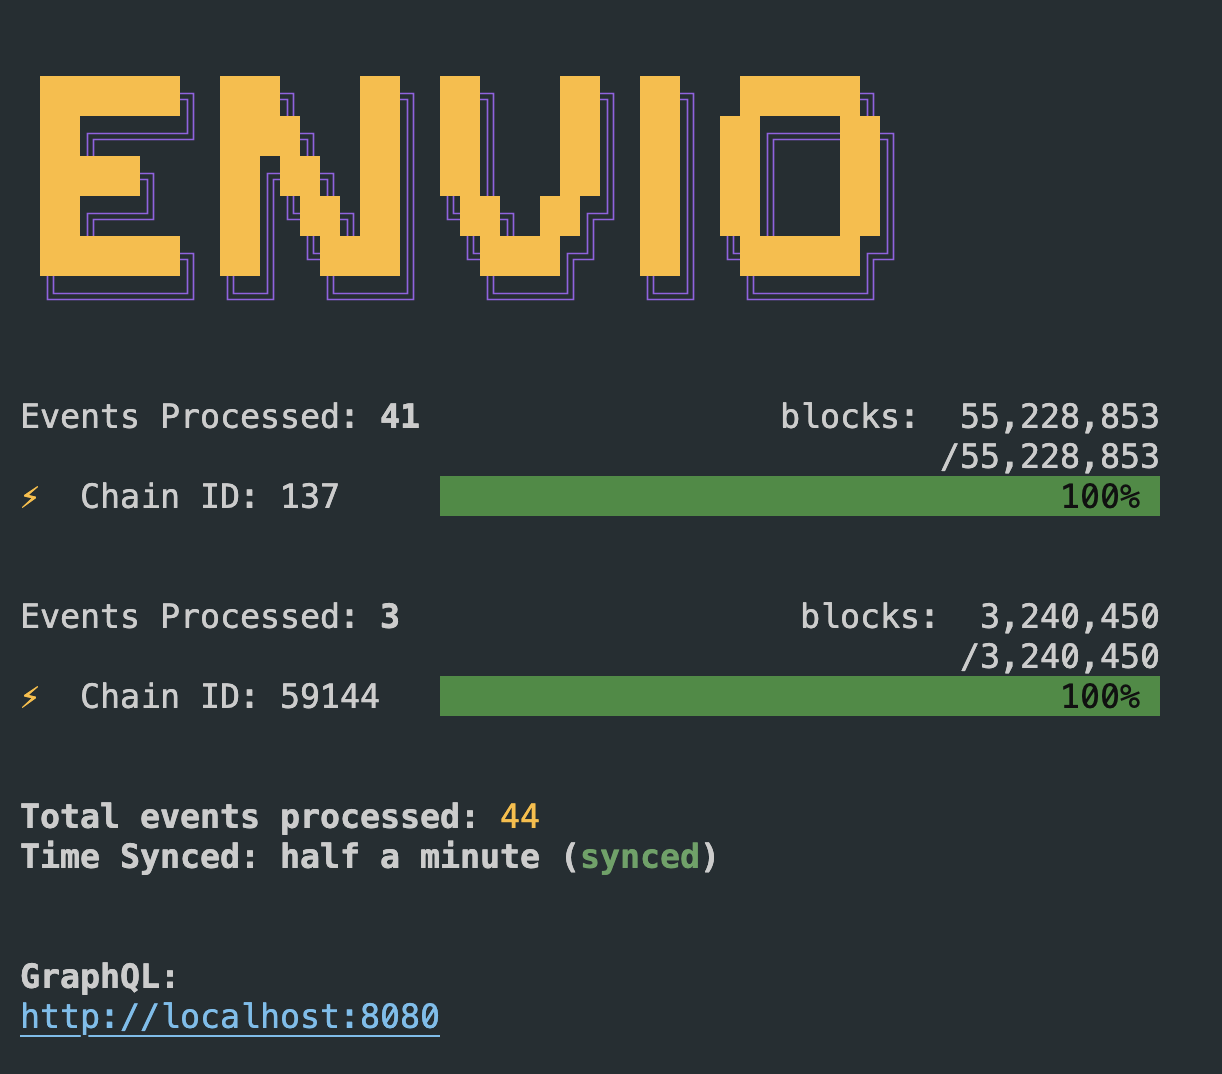 ENVIO
Events Processed: 41 blocks: 55,228,853
/55,228,853
⚡ Chain ID: 137 100%
Events Processed: 3 blocks: 3,240,450
/3,240,450
⚡ Chain ID: 59144 100%
Total events processed: 44
Time Synced: half a minute (synced)
GraphQL:
http://localhost:8080